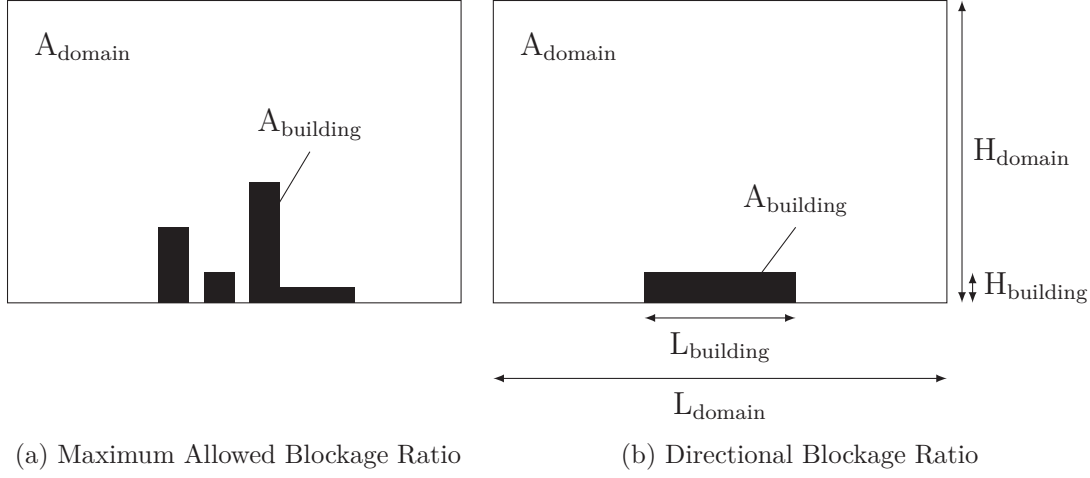 A_domain
A_building
(a) Maximum Allowed Blockage Ratio
A_domain
A_building
H_domain
H_building
L_building
L_domain
(b) Directional Blockage Ratio